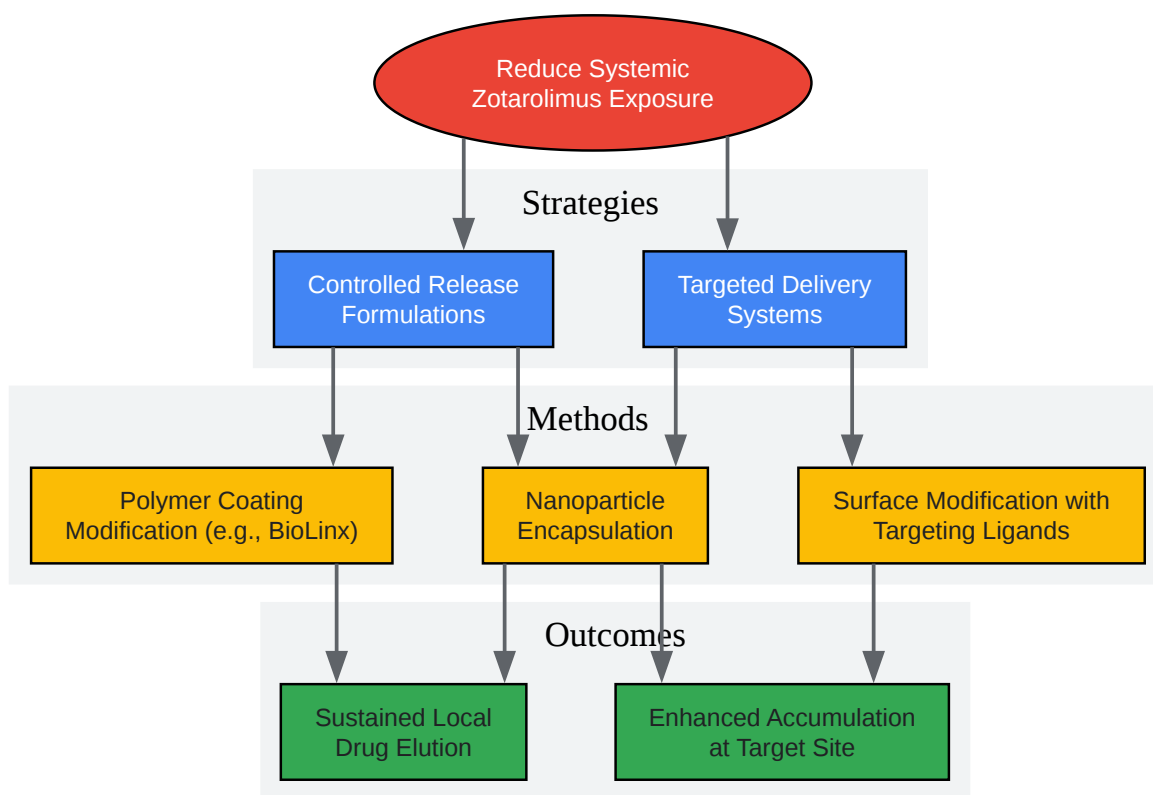 Reduce Systemic
Zotarolimus Exposure
Strategies
Controlled Release
Formulations
Targeted Delivery
Systems
Methods
Polymer Coating
Modification (e.g., BioLinx)
Nanoparticle
Encapsulation
Surface Modification with
Targeting Ligands
Outcomes
Sustained Local
Drug Elution
Enhanced Accumulation
at Target Site